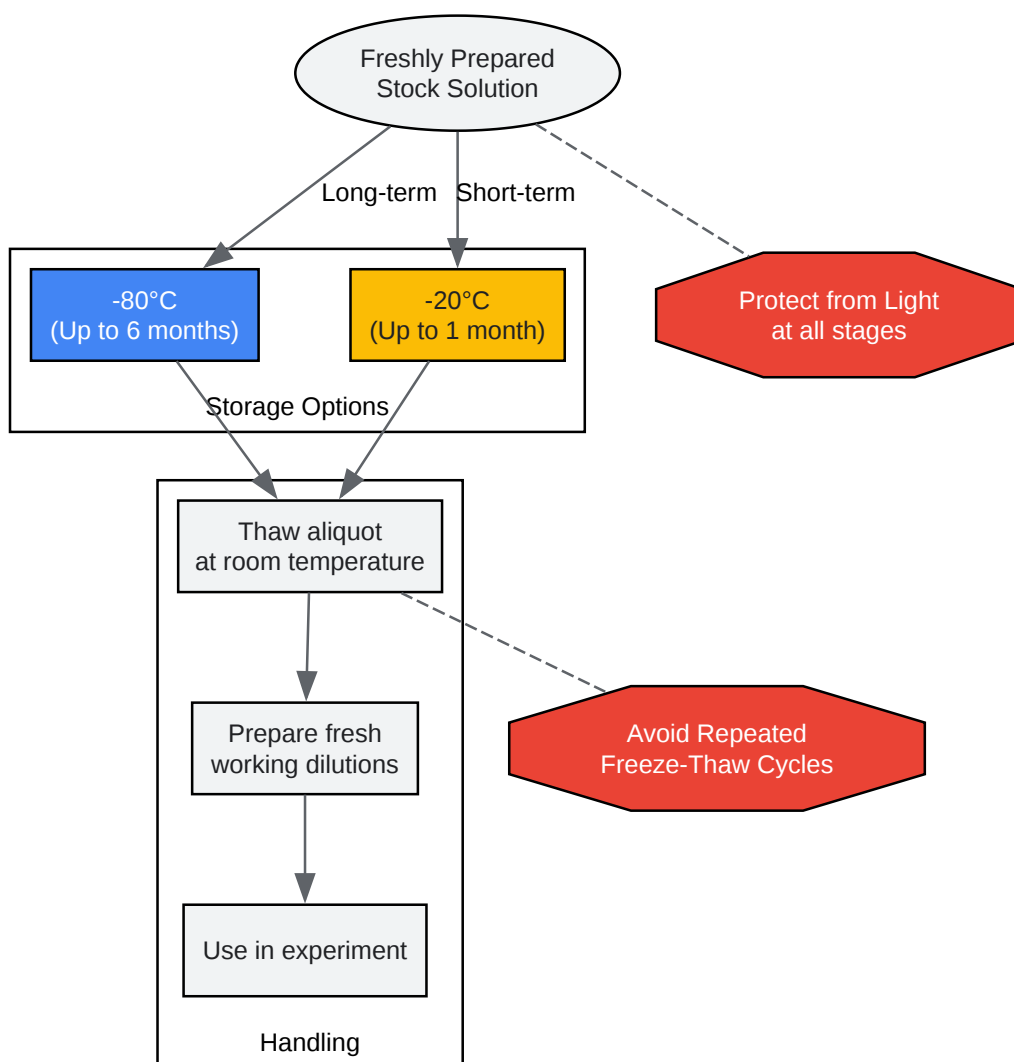 Freshly Prepared
Stock Solution
Long-term
Short-term
-80°C
(Up to 6 months)
-20°C
(Up to 1 month)
Protect from Light
at all stages
Storage Options
Thaw aliquot
at room temperature
Prepare fresh
working dilutions
Avoid Repeated
Freeze-Thaw Cycles
Use in experiment
Handling